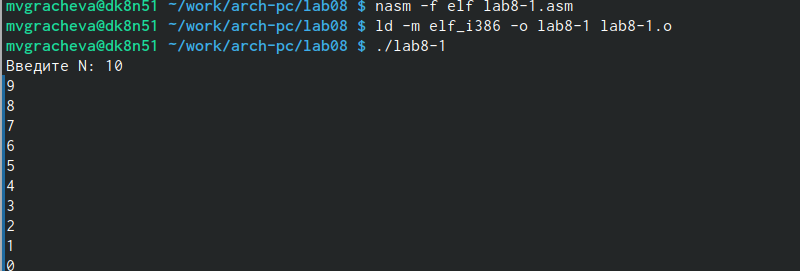 mvgracheva@dk8n51 ~/work/arch-pc/lab08 $ nasm -f elf lab8-1.asm
mvgracheva@dk8n51 ~/work/arch-pc/lab08 $ ld -m elf_i386 -o lab8-1 lab8-1.o
mvgracheva@dk8n51 ~/work/arch-pc/lab08 $ ./lab8-1
Введите N: 10
9
8
7
6
5
4
3
2
1
0